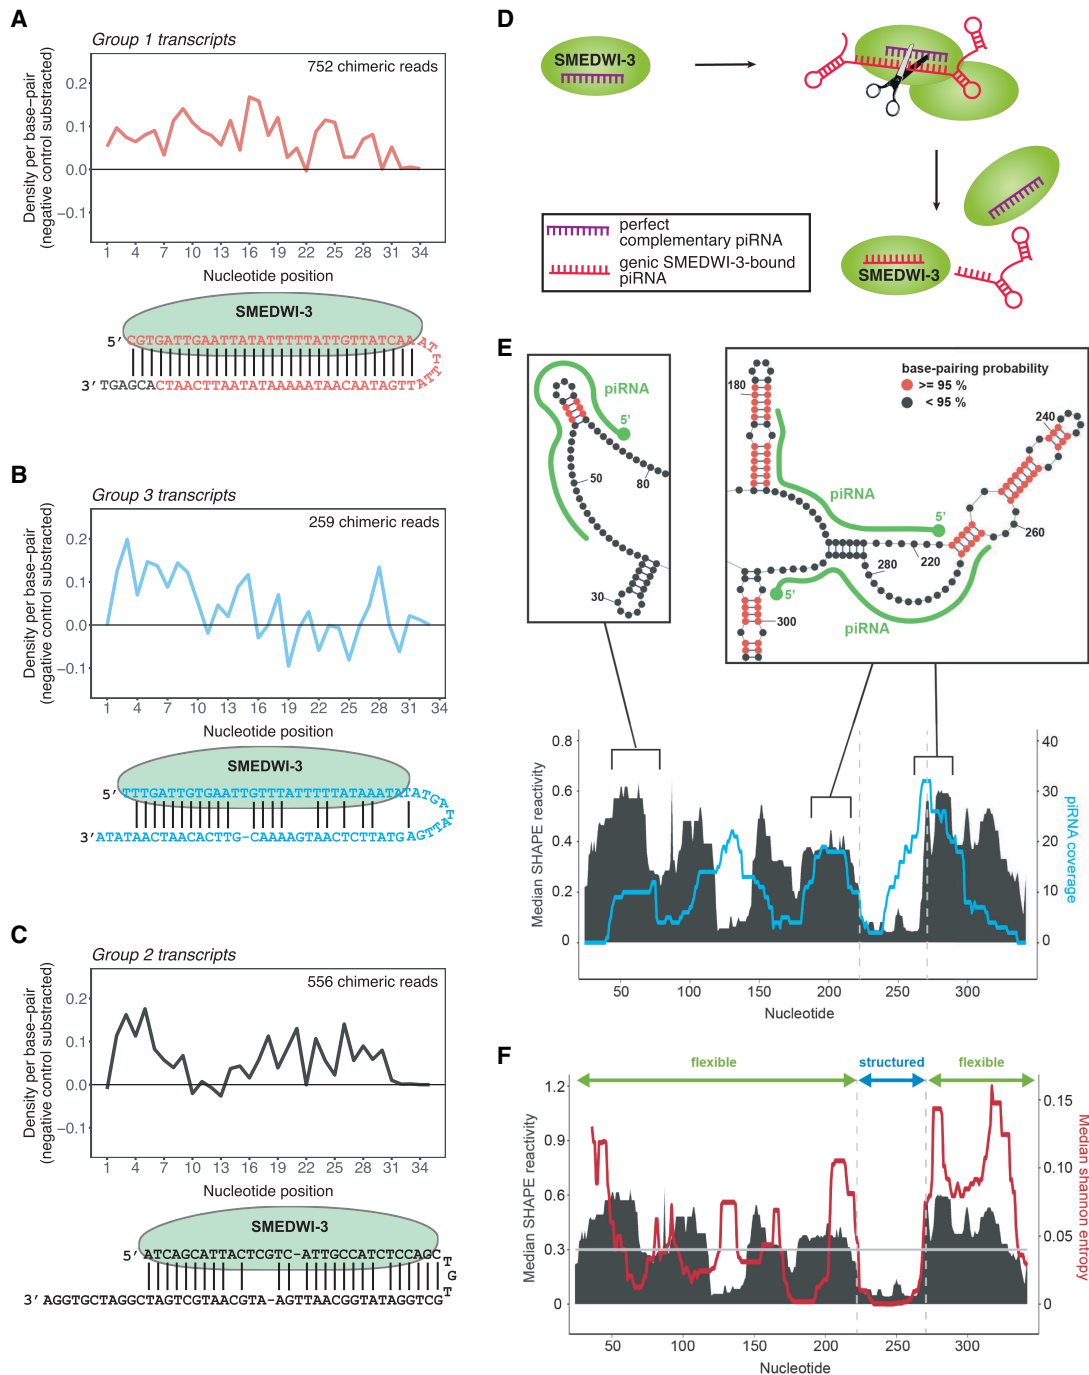 A
Group 1 transcripts
752 chimeric reads
Density per base-pair
(negative control substracted)
0.2
0.1
0.0
−0.1
1 4 7 10 13 16 19 22 25 28 31 34
Nucleotide position
SMEDWI-3
5’ CGTGATTGAATTATATTTTTATTGTTATCAAAT
3’TGAGCACTAACTTAATATAAAAATAACAATAGTTAT
B
Group 3 transcripts
259 chimeric reads
Density per base-pair
(negative control substracted)
0.2
0.1
0.0
−0.1
1 4 7 10 13 16 19 22 25 28 31 34
Nucleotide position
SMEDWI-3
5’ TTTGATTGTGAATTGTTTATTTTTATAAATATATGA
3’ATATAACTAACACTTG-CAAAAGTAACTCTTATGAGTTAT
C
Group 2 transcripts
556 chimeric reads
Density per base-pair
(negative control substracted)
0.2
0.1
0.0
−0.1
1 4 7 10 13 16 19 22 25 28 31 34
Nucleotide position
SMEDWI-3
5’ATCAGCATTACTCGTC-ATTGCCATCTCCAGC
T
G
T
3’AGGTGCTAGGCTAGTCGTAACGTA-AGTTAACGGTATAGGTCG
D
SMEDWI-3
perfect
complementary piRNA
genic SMEDWI-3-bound
piRNA
SMEDWI-3
E
piRNA
5’
50
80
30
180
base-pairing probability
>= 95 %
< 95 %
240
piRNA
5’
260
220
280
5’
300
piRNA
Median SHAPE reactivity
0.8
0.6
0.4
0.2
0
40
30
20
10
0
piRNA coverage
50 100 150 200 250 300
Nucleotide
F
flexible structured flexible
Median SHAPE reactivity
1.2
0.9
0.6
0.3
0
0.15
0.10
0.05
0
Median shannon entropy
50 100 150 200 250 300
Nucleotide